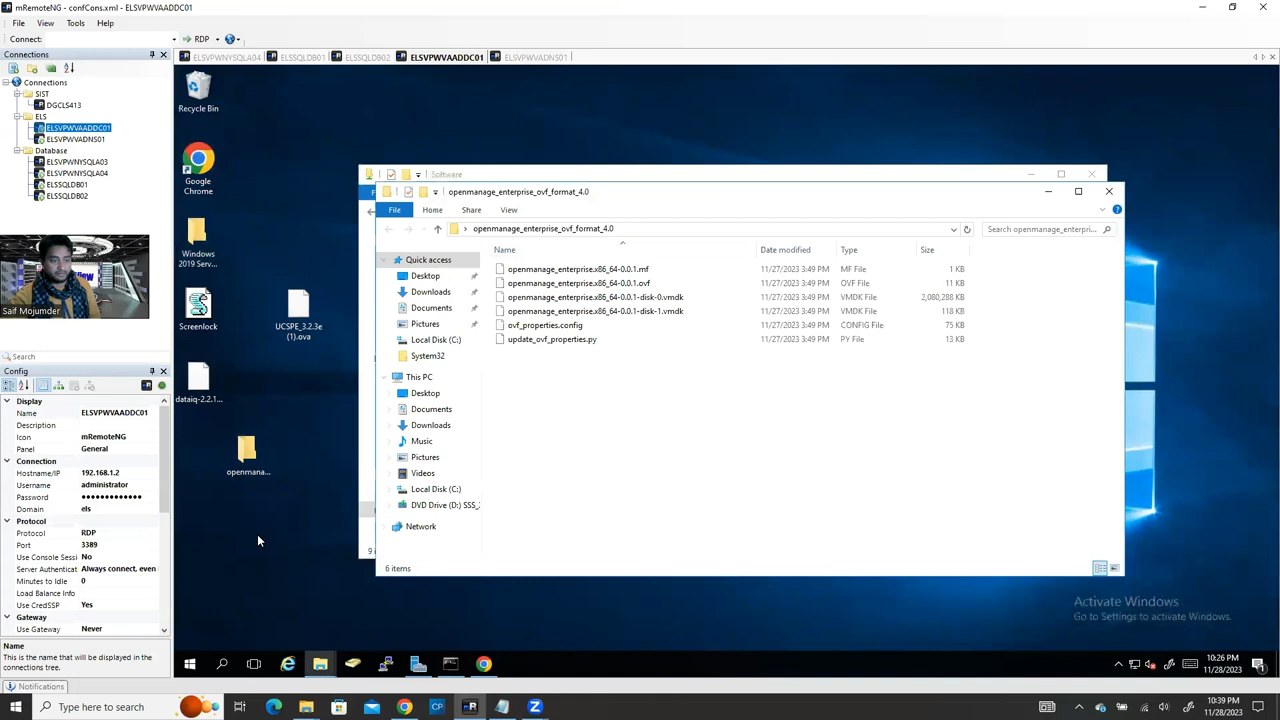 mRemoteNG - confCons.xml - ELSVPWVAADDC01
File View Tools Help
Connect: RDP
Connections
Connections
SIST
DGCLS413
ELS
ELSVPWVAADDC01
ELSVPWVADNS01
Database
ELSVPWNYSQLA03
ELSVPWNYSQLA04
ELSSQLDB01
ELSSQLDB02
View
Saif Mojumder
Search
Config
Display
Name ELSVPWVAADDC01
Description
Icon mRemoteNG
Panel General
Connection
Hostname/IP 192.168.1.2
Username administrator
Password ●●●●●●●●●●●●●
Domain els
Protocol
Protocol RDP
Port 3389
Use Console Sessi No
Server Authenticat Always connect, even
Minutes to Idle 0
Load Balance Info
Use CredSSP Yes
Gateway
Use Gateway Never
Name
This is the name that will be displayed in the
connections tree.
Notifications
ELSVPWNYSQLA04 ELSSQLDB01 ELSSQLDB02 ELSVPWVAADDC01 ELSVPWVADNS01
Recycle Bin
Google
Chrome
Windows
2019 Serv...
Screenlock
UCSPE_3.2.3e
(1).ova
dataiq-2.2.1...
openmana...
Software
F
9 i
openmanage_enterprise_ovf_format_4.0
File Home Share View
openmanage_enterprise_ovf_format_4.0
Search openmanage_enterpri...
Name Date modified Type Size
openmanage_enterprise.x86_64-0.0.1.mf 11/27/2023 3:49 PM MF File 1 KB
openmanage_enterprise.x86_64-0.0.1.ovf 11/27/2023 3:49 PM OVF File 11 KB
openmanage_enterprise.x86_64-0.0.1-disk-0.vmdk 11/27/2023 3:49 PM VMDK File 2,080,288 KB
openmanage_enterprise.x86_64-0.0.1-disk-1.vmdk 11/27/2023 3:49 PM VMDK File 118 KB
ovf_properties.config 11/27/2023 3:49 PM CONFIG File 75 KB
update_ovf_properties.py 11/27/2023 3:49 PM PY File 13 KB
Quick access
Desktop
Downloads
Documents
Pictures
Local Disk (C:)
System32
This PC
Desktop
Documents
Downloads
Music
Pictures
Videos
Local Disk (C:)
DVD Drive (D:) SSS_
Network
6 items
Activate Windows
Go to Settings to activate Windows.
10:26 PM
11/28/2023
Type here to search
CP
10:39 PM
11/28/2023